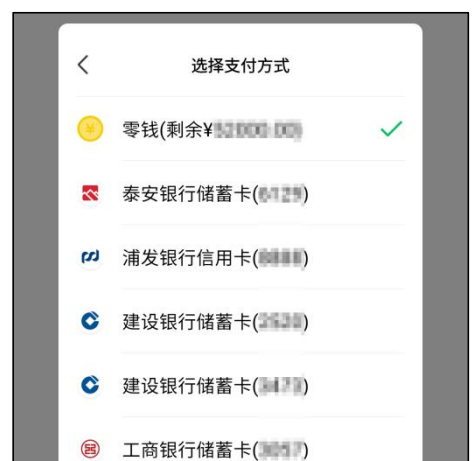 选择支付方式
零钱(剩余¥
泰安银行储蓄卡()
浦发银行信用卡()
建设银行储蓄卡()
建设银行储蓄卡()
工商银行储蓄卡()